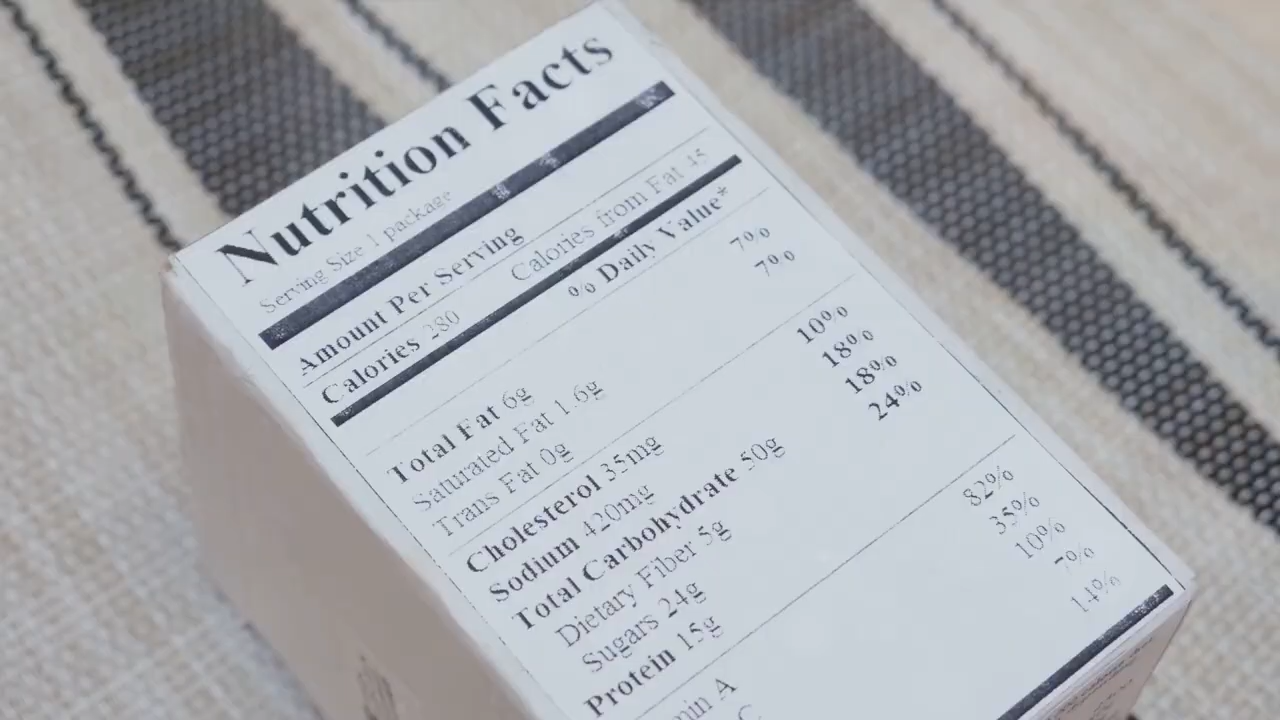 Nutrition Facts
Serving Size 1 package
Amount Per Serving
Calories 280 Calories from Fat 45
% Daily Value*
Total Fat 6g 7%
Saturated Fat 1.6g 7%
Trans Fat 0g
Cholesterol 35mg 10%
Sodium 420mg 18%
Total Carbohydrate 50g 18%
Dietary Fiber 5g 24%
Sugars 24g
Protein 15g 82%
35%
10%
7%
14%